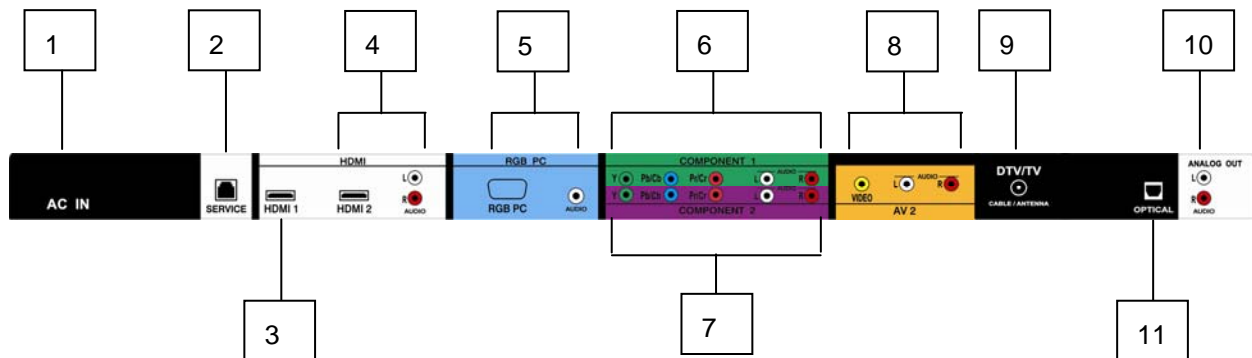 1 2 4 5 6 8 9 10
HDMI RGB PC COMPONENT 1 ANALOG OUT
AC IN
SERVICE
HDMI 1 HDMI 2 L R AUDIO
RGB PC AUDIO
Y Pb/Cb Pr/Cr L AUDIO R
Y Pb/Cb Pr/Cr L AUDIO R
COMPONENT 2
VIDEO L AUDIO R
AV 2
DTV/TV
CABLE / ANTENNA
OPTICAL
L
R
AUDIO
3 7 11